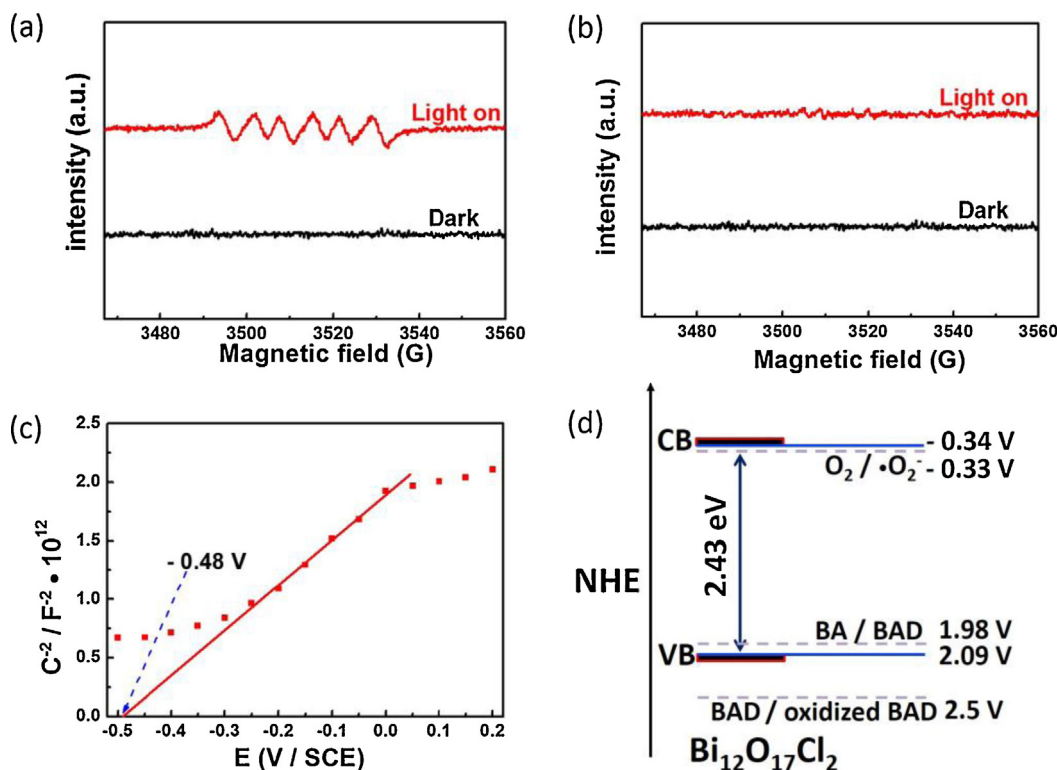 (a)
intensity (a.u.)
Light on
Dark
3480 3500 3520 3540 3560
Magnetic field (G)
(b)
intensity (a.u.)
Light on
Dark
3480 3500 3520 3540 3560
Magnetic field (G)
(c)
C⁻² / F⁻² • 10¹²
2.5
2.0
1.5
1.0
0.5
0.0
- 0.48 V
-0.5 -0.4 -0.3 -0.2 -0.1 0.0 0.1 0.2
E (V / SCE)
(d)
NHE
CB
- 0.34 V
O₂ / •O₂⁻ - 0.33 V
2.43 eV
BA / BAD 1.98 V
VB
2.09 V
BAD / oxidized BAD 2.5 V
Bi₁₂O₁₇Cl₂